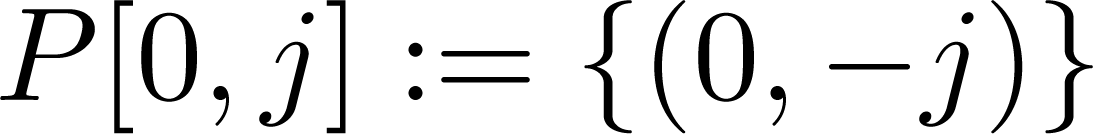 P[0, j] := {(0, −j)}